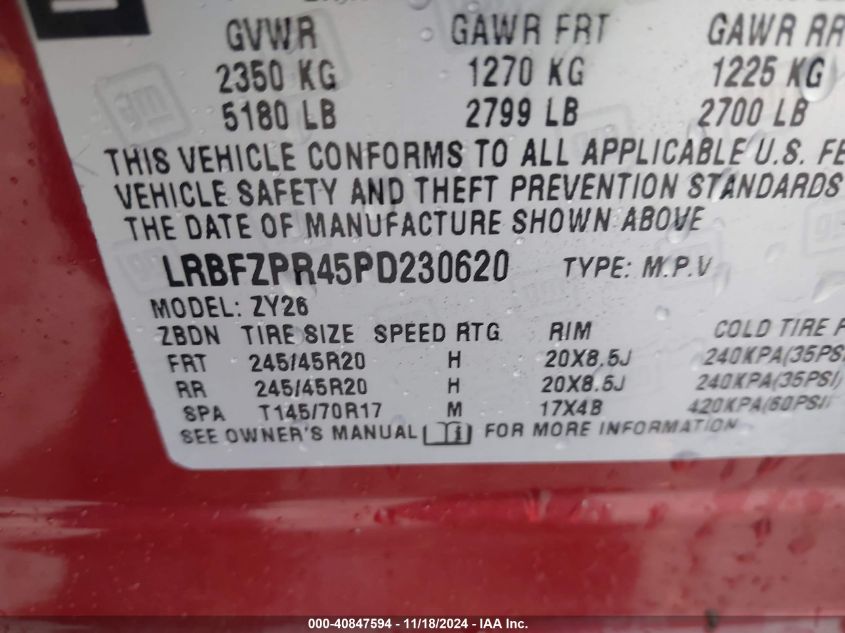 GVWR GAWR FRT GAWR RR
2350 KG 1270 KG 1225 KG
5180 LB 2799 LB 2700 LB
THIS VEHICLE CONFORMS TO ALL APPLICABLE U.S. FE
VEHICLE SAFETY AND THEFT PREVENTION STANDARDS
THE DATE OF MANUFACTURE SHOWN ABOVE
LRBFZPR45PD230620 TYPE: M.P.V
MODEL: ZY26
ZBDN TIRE SIZE SPEED RTG RIM COLD TIRE P
FRT 245/45R20 H 20X8.5J 240KPA(35PSI)
RR 245/45R20 H 20X8.5J 240KPA(35PSI)
SPA T145/70R17 M 17X4B 420KPA(60PSI)
SEE OWNER'S MANUAL FOR MORE INFORMATION
000-40847594 - 11/18/2024 - IAA Inc.